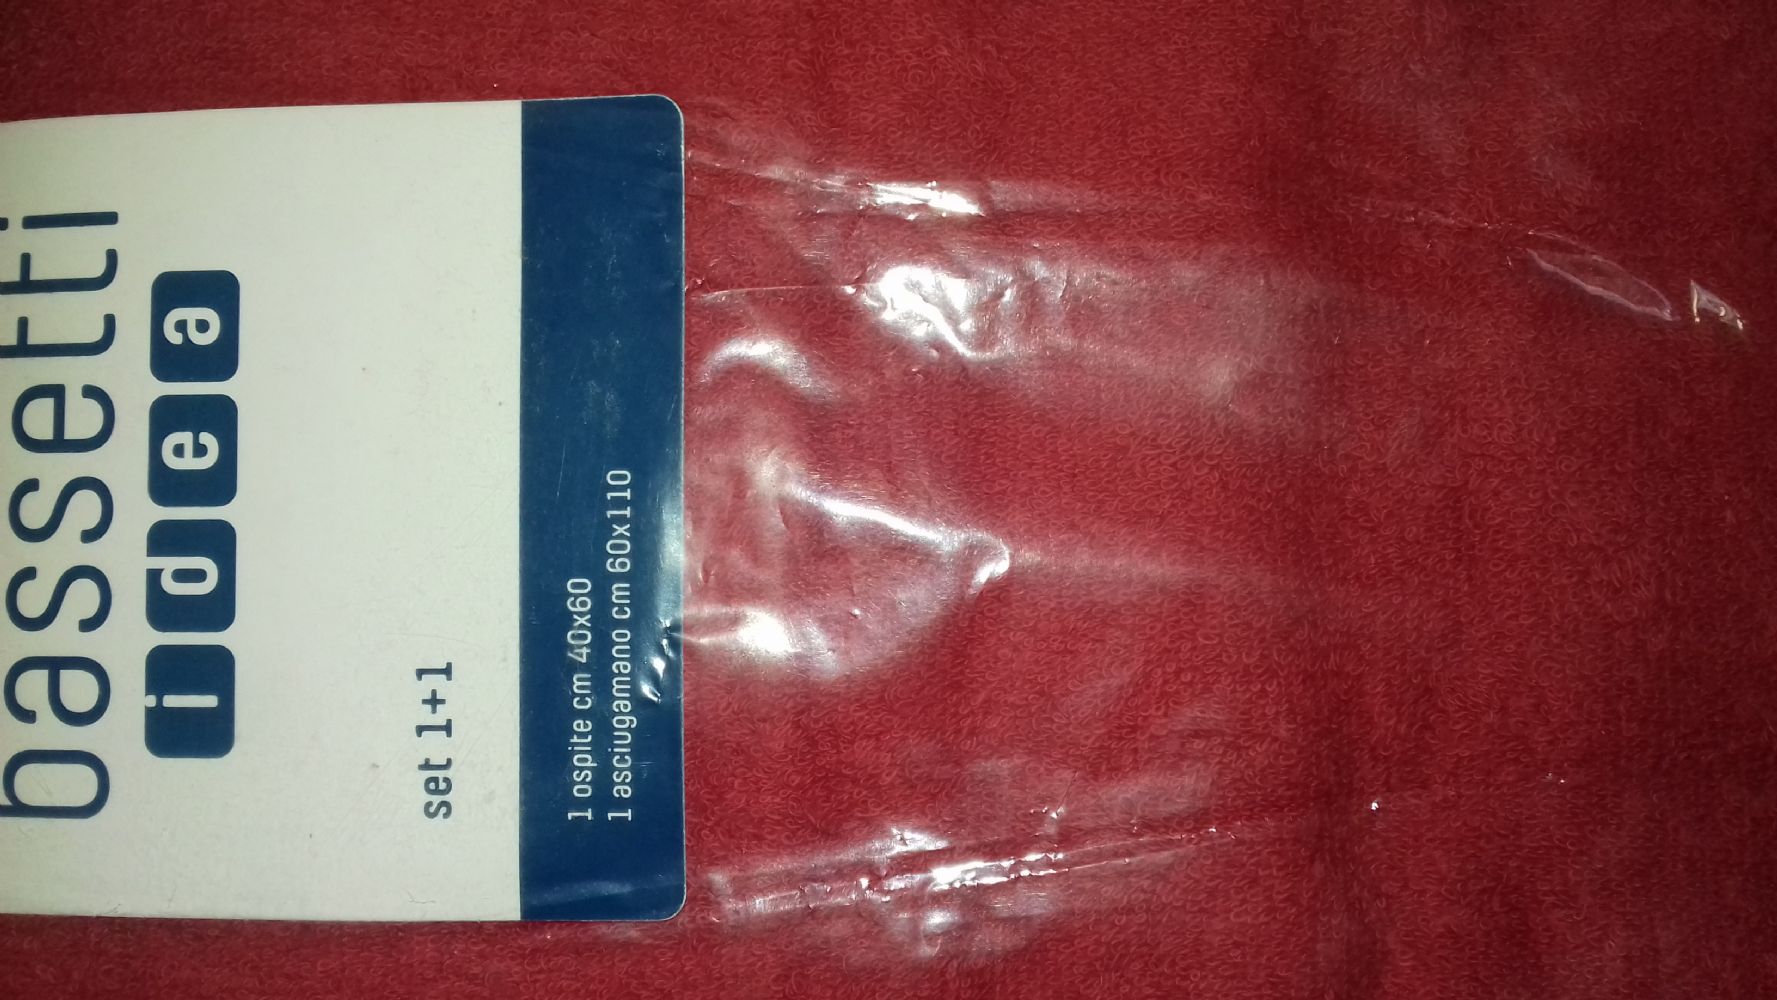 bassetti
idea
set 1+1
1 ospite cm 40x60
1 asciugamano cm 60x110